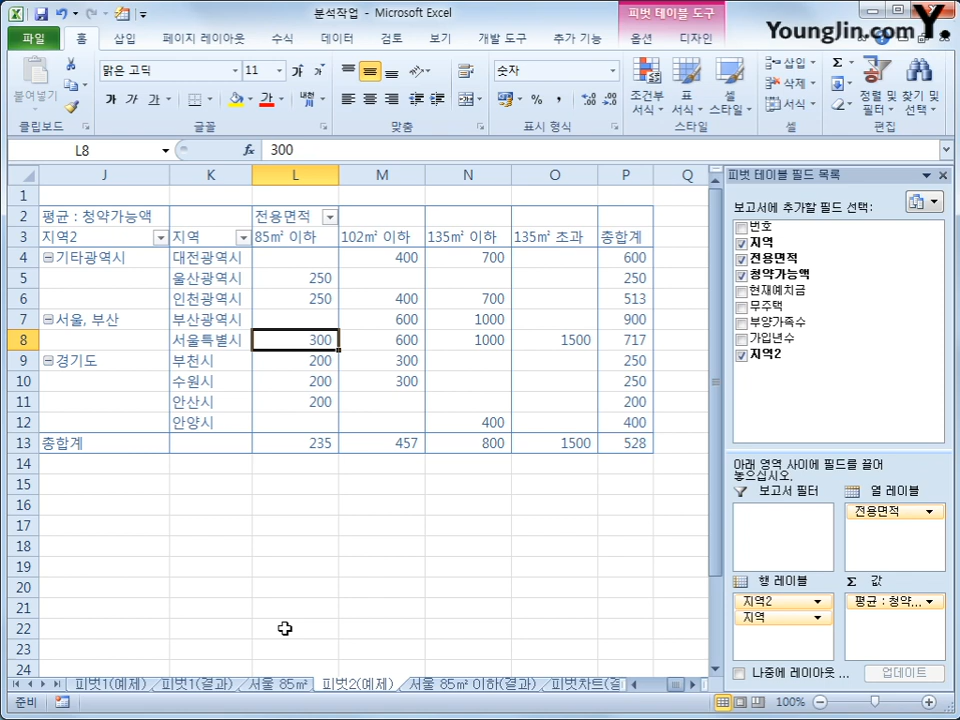 분석작업 - Microsoft Excel
피벗 테이블 도구
Younglin.com Y.
파일 홈 삽입 페이지 레이아웃 수식 데이터 검토 보기 개발 도구 추가 기능 옵션 디자인
붙여넣기
클립보드
맑은 고딕 11
가 가 가
글꼴
맞춤
숫자
% ,
표시 형식
조건부 서식
표 서식
셀 스타일
스타일
삽입
삭제
서식
셀
Σ
정렬 및 필터
찾기 및 선택
편집
L8 fx 300
J K L M N O P Q
1
2 평균 : 청약가능액 전용면적
3 지역2 지역 85㎡ 이하 102㎡ 이하 135㎡ 이하 135㎡ 초과 총합계
4 기타광역시 대전광역시 400 700 600
5 울산광역시 250 250
6 인천광역시 250 400 700 513
7 서울, 부산 부산광역시 600 1000 900
8 서울특별시 300 600 1000 1500 717
9 경기도 부천시 200 300 250
10 수원시 200 300 250
11 안산시 200 200
12 안양시 400 400
13 총합계 235 457 800 1500 528
14
15
16
17
18
19
20
21
22
23
24
피벗 테이블 필드 목록
보고서에 추가할 필드 선택:
번호
지역
전용면적
청약가능액
현재예치금
무주택
부양가족수
가입년수
지역2
아래 영역 사이에 필드를 끌어
놓으십시오.
보고서 필터 열 레이블
전용면적
행 레이블 Σ 값
지역2 평균 : 청약...
지역
나중에 레이아웃 ... 업데이트
피벗1(예제) 피벗1(결과) 서울 85㎡ 피벗2(예제) 서울 85㎡ 이하(결과) 피벗차트(결
준비 100%